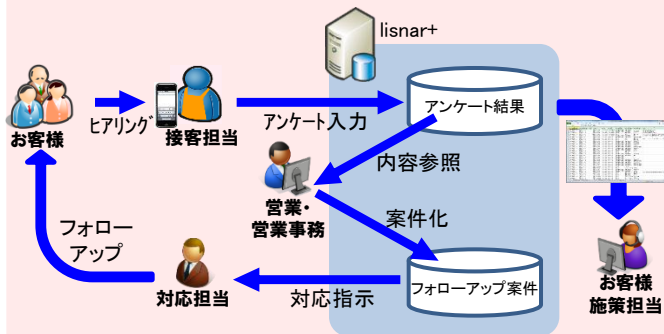 lisnar+
アンケート結果
お客様
ヒアリング
接客担当
アンケート入力
内容参照
営業・
営業事務
案件化
フォロー
アップ
対応担当
対応指示
フォローアップ案件
お客様
施策担当